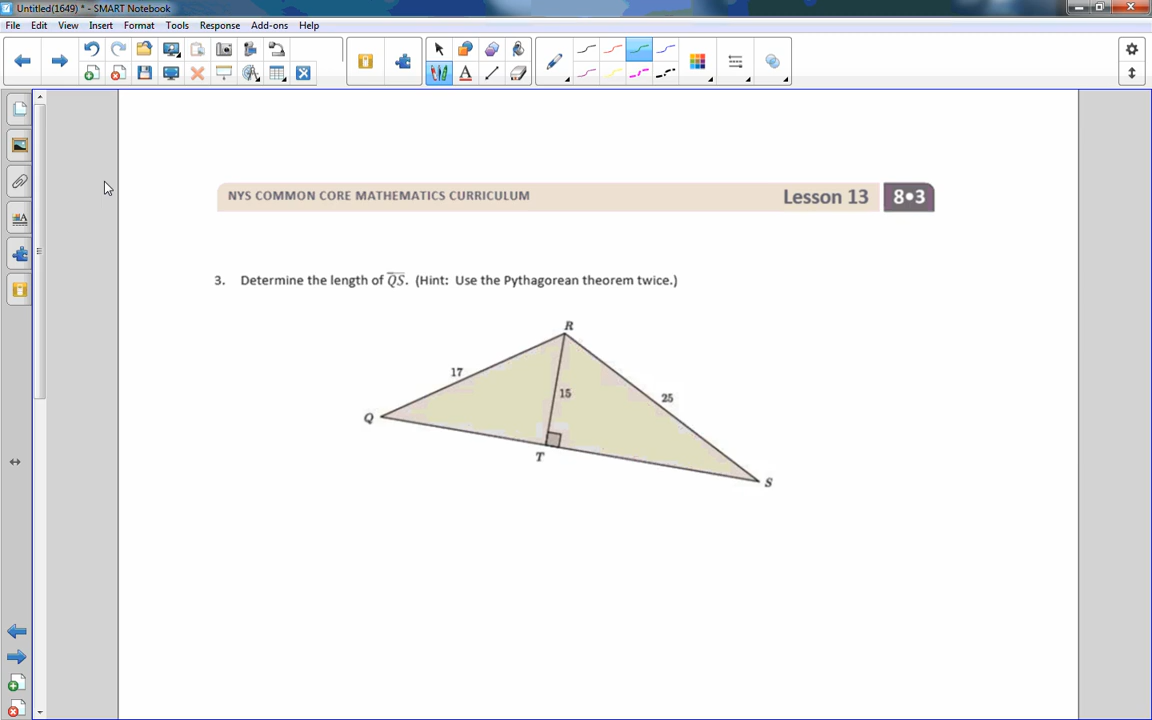 Untitled(1649) * - SMART Notebook
File Edit View Insert Format Tools Response Add-ons Help
NYS COMMON CORE MATHEMATICS CURRICULUM Lesson 13 8•3
3. Determine the length of QS. (Hint: Use the Pythagorean theorem twice.)
R
17
15
25
Q
T
S